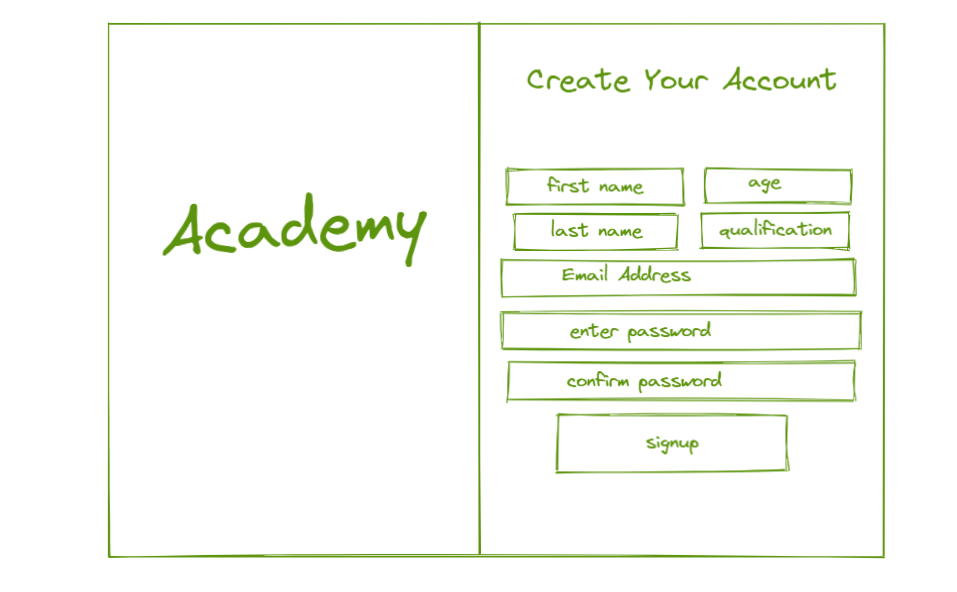 Academy
Create Your Account
first name
age
last name
qualification
Email Address
enter password
confirm password
signup